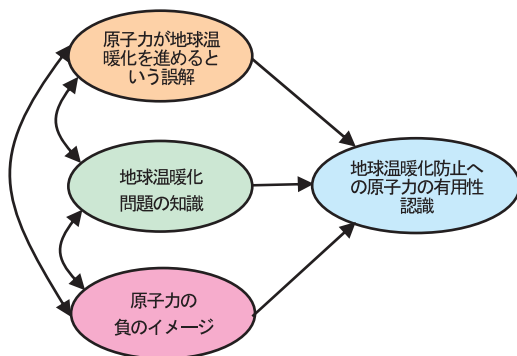 原子力が地球温
暖化を進めると
いう誤解
地球温暖化
問題の知識
原子力の
負のイメージ
地球温暖化防止へ
の原子力の有用性
認識